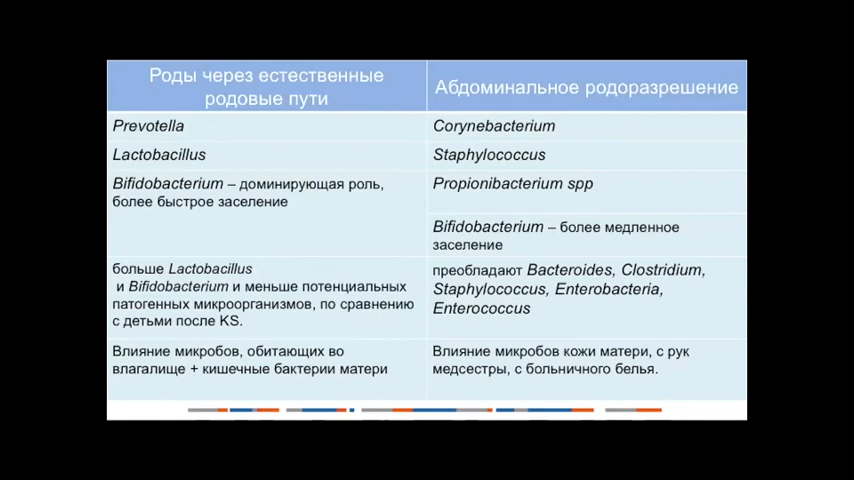 Роды через естественные
родовые пути
Абдоминальное родоразрешение
Prevotella
Corynebacterium
Lactobacillus
Staphylococcus
Bifidobacterium – доминирующая роль,
более быстрое заселение
Propionibacterium spp
Bifidobacterium – более медленное
заселение
больше Lactobacillus
и Bifidobacterium и меньше потенциальных
патогенных микроорганизмов, по сравнению
с детьми после KS.
преобладают Bacteroides, Clostridium,
Staphylococcus, Enterobacteria,
Enterococcus
Влияние микробов, обитающих во
влагалище + кишечные бактерии матери
Влияние микробов кожи матери, с рук
медсестры, с больничного белья.